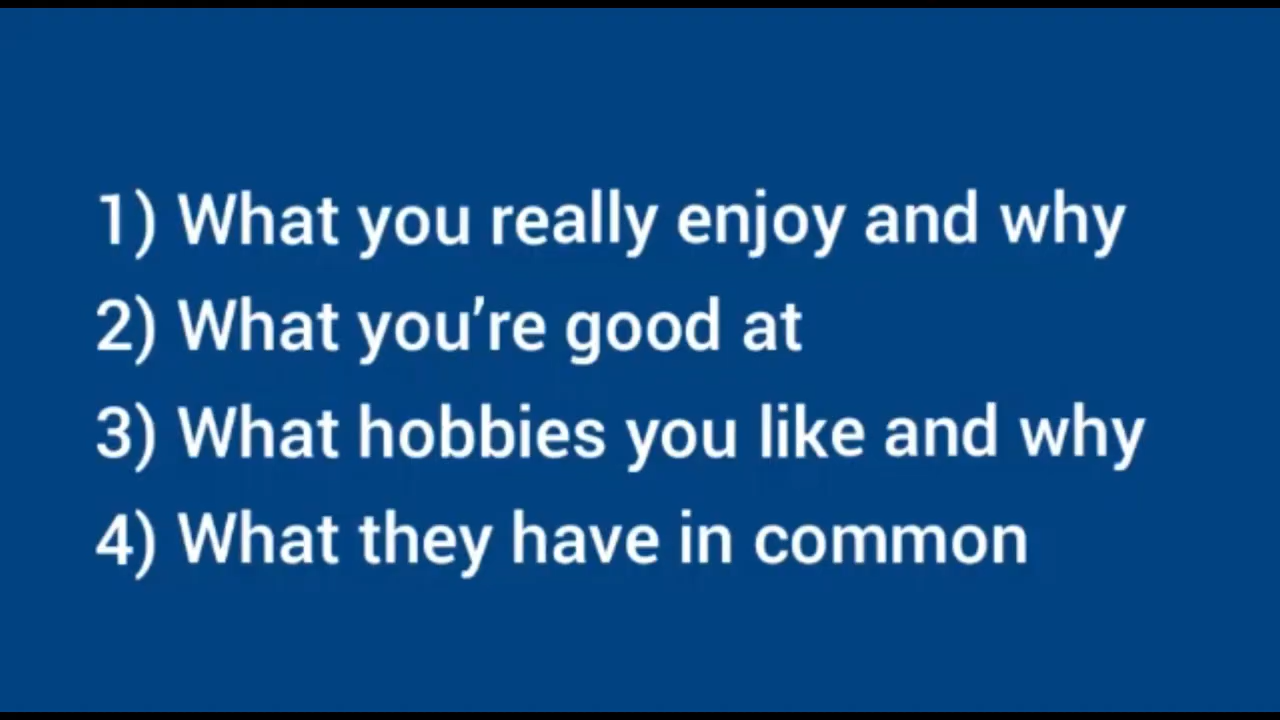 1) What you really enjoy and why
2) What you’re good at
3) What hobbies you like and why
4) What they have in common